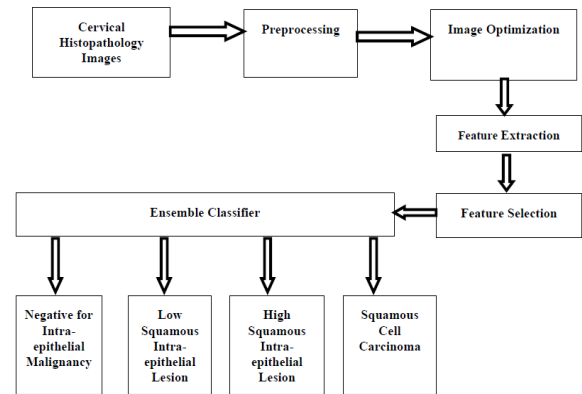 Cervical
Histopathology
Images
Preprocessing
Image Optimization
Feature Extraction
Feature Selection
Ensemble Classifier
Negative for
Intra-
epithelial
Malignancy
Low
Squamous
Intra-
epithelial
Lesion
High
Squamous
Intra-
epithelial
Lesion
Squamous
Cell
Carcinoma